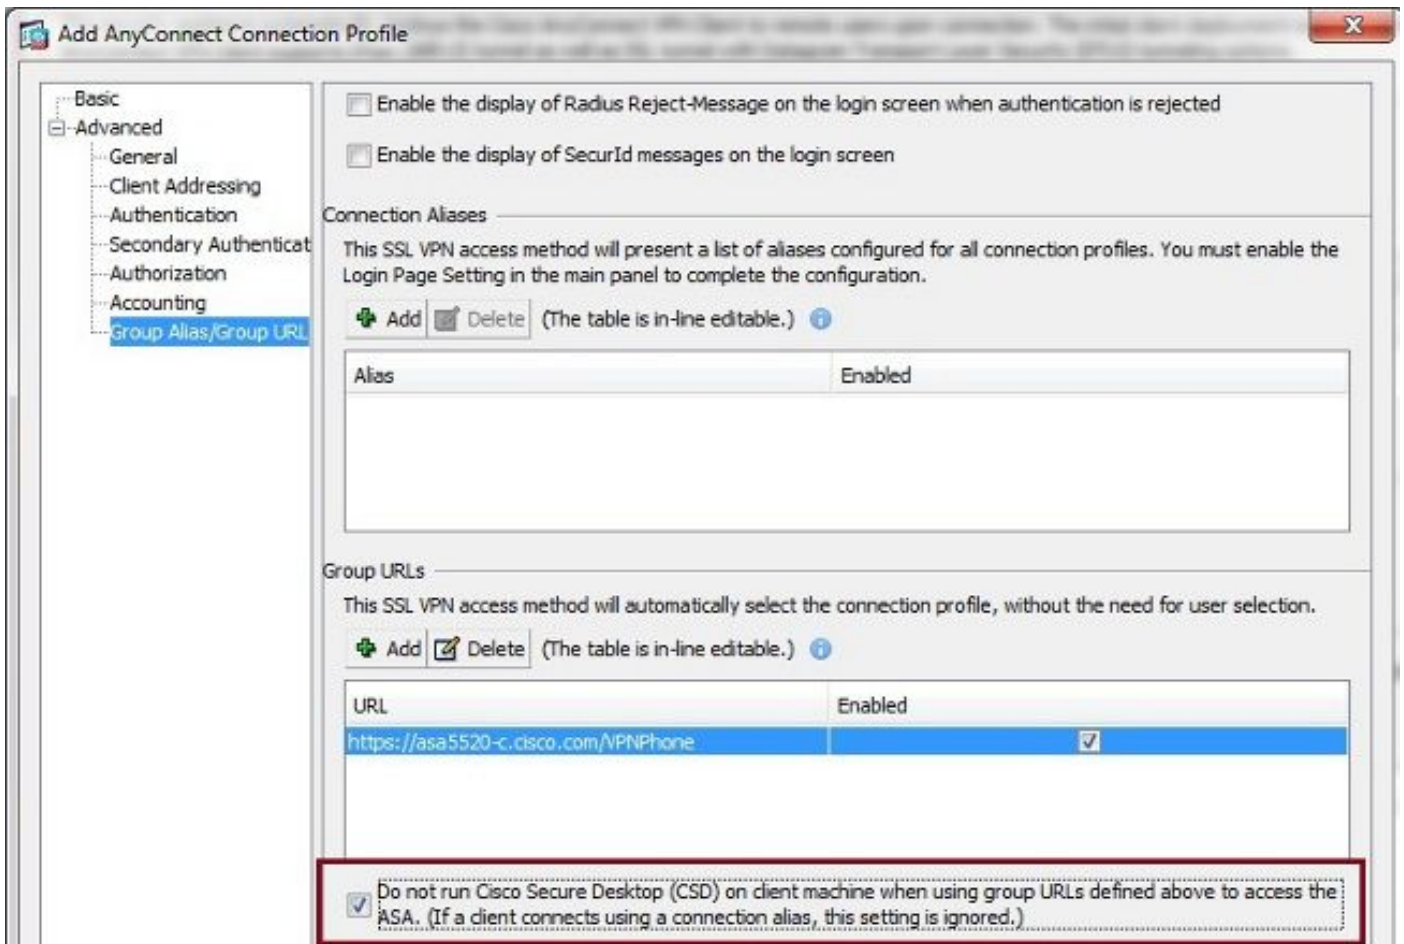 Add AnyConnect Connection Profile
Basic
Advanced
General
Client Addressing
Authentication
Secondary Authenticat
Authorization
Accounting
Group Alias/Group URL
Enable the display of Radius Reject-Message on the login screen when authentication is rejected
Enable the display of SecurId messages on the login screen
Connection Aliases
This SSL VPN access method will present a list of aliases configured for all connection profiles. You must enable the
Login Page Setting in the main panel to complete the configuration.
Add Delete (The table is in-line editable.)
Alias Enabled
Group URLs
This SSL VPN access method will automatically select the connection profile, without the need for user selection.
Add Delete (The table is in-line editable.)
URL Enabled
https://asa5520-c.cisco.com/VPNPhone
Do not run Cisco Secure Desktop (CSD) on client machine when using group URLs defined above to access the
ASA. (If a client connects using a connection alias, this setting is ignored.)